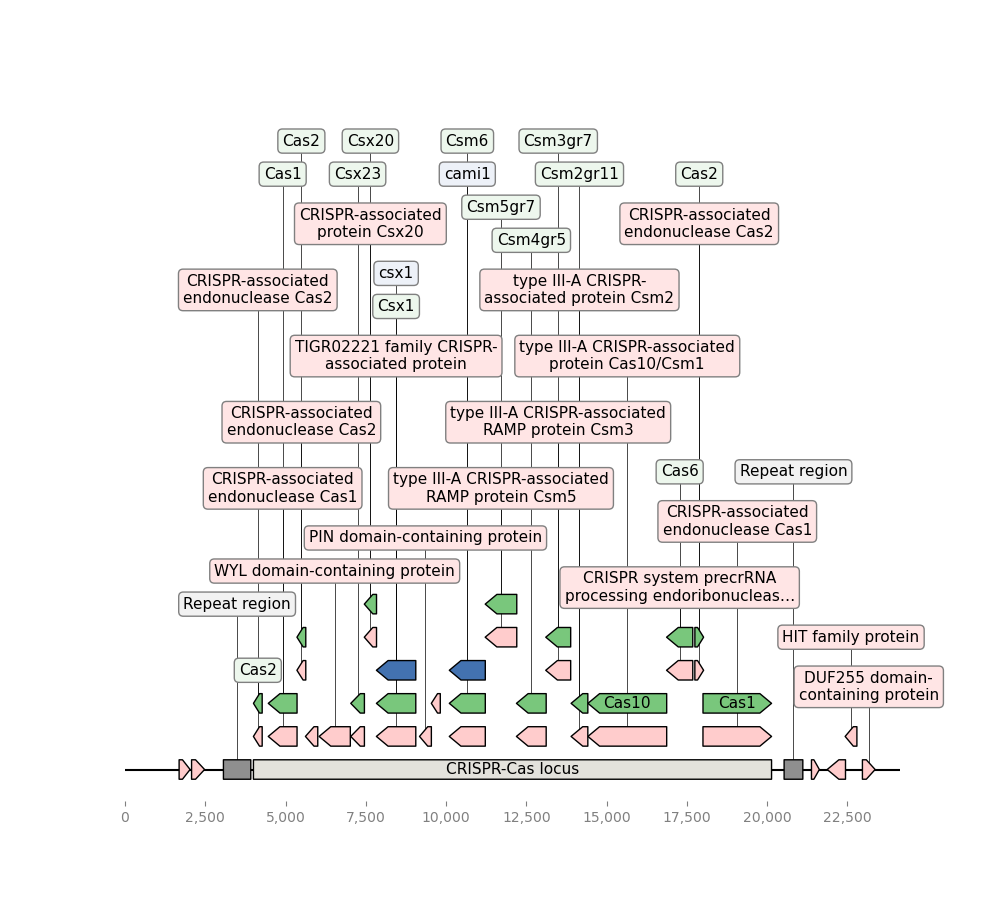 Cas2
Csx20
Csm6
Csm3gr7
Cas1
Csx23
cami1
Csm2gr11
Cas2
Csm5gr7
CRISPR-associated
protein Csx20
CRISPR-associated
endonuclease Cas2
Csm4gr5
csx1
CRISPR-associated
endonuclease Cas2
type III-A CRISPR-
associated protein Csm2
Csx1
TIGR02221 family CRISPR-
associated protein
type III-A CRISPR-associated
protein Cas10/Csm1
CRISPR-associated
endonuclease Cas2
type III-A CRISPR-associated
RAMP protein Csm3
Cas6
Repeat region
CRISPR-associated
endonuclease Cas1
type III-A CRISPR-associated
RAMP protein Csm5
CRISPR-associated
endonuclease Cas1
PIN domain-containing protein
WYL domain-containing protein
CRISPR system precrRNA
processing endoribonucleas…
Repeat region
HIT family protein
Cas2
DUF255 domain-
containing protein
Cas10
Cas1
CRISPR-Cas locus
0
2,500
5,000
7,500
10,000
12,500
15,000
17,500
20,000
22,500